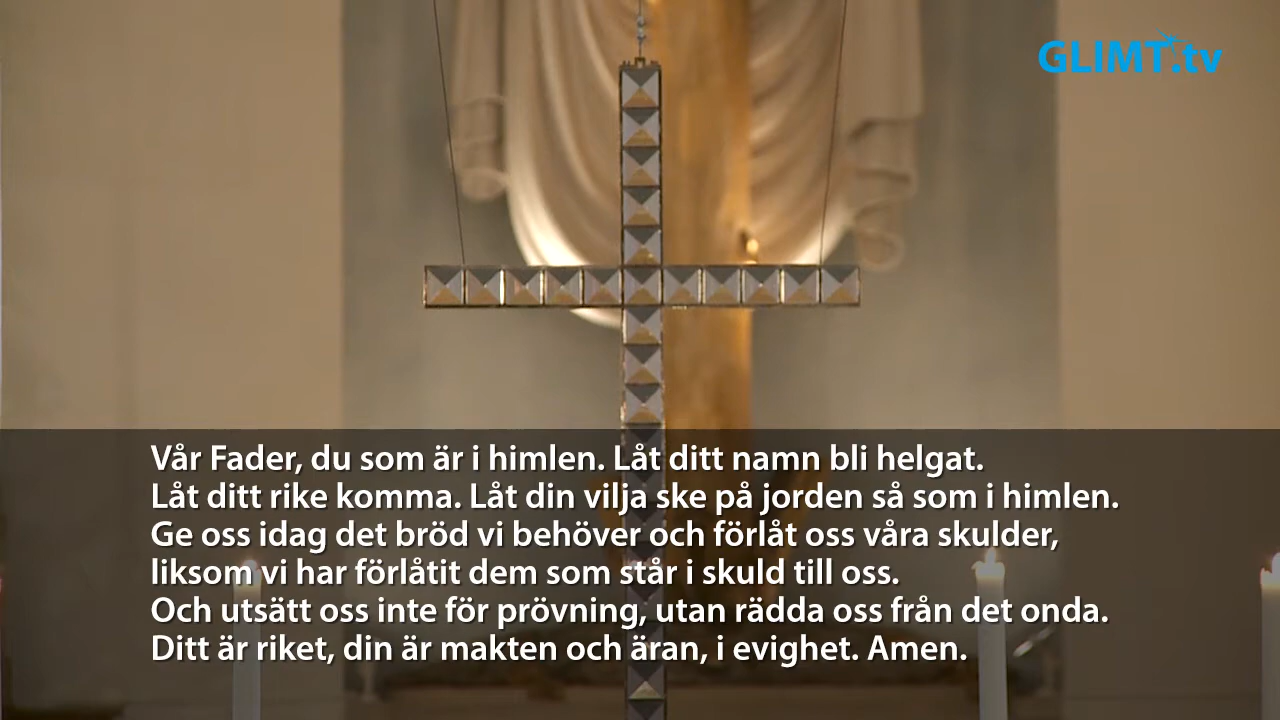 GLIMT.tv
Vår Fader, du som är i himlen. Låt ditt namn bli helgat.
Låt ditt rike komma. Låt din vilja ske på jorden så som i himlen.
Ge oss idag det bröd vi behöver och förlåt oss våra skulder,
liksom vi har förlåtit dem som står i skuld till oss.
Och utsätt oss inte för prövning, utan rädda oss från det onda.
Ditt är riket, din är makten och äran, i evighet. Amen.